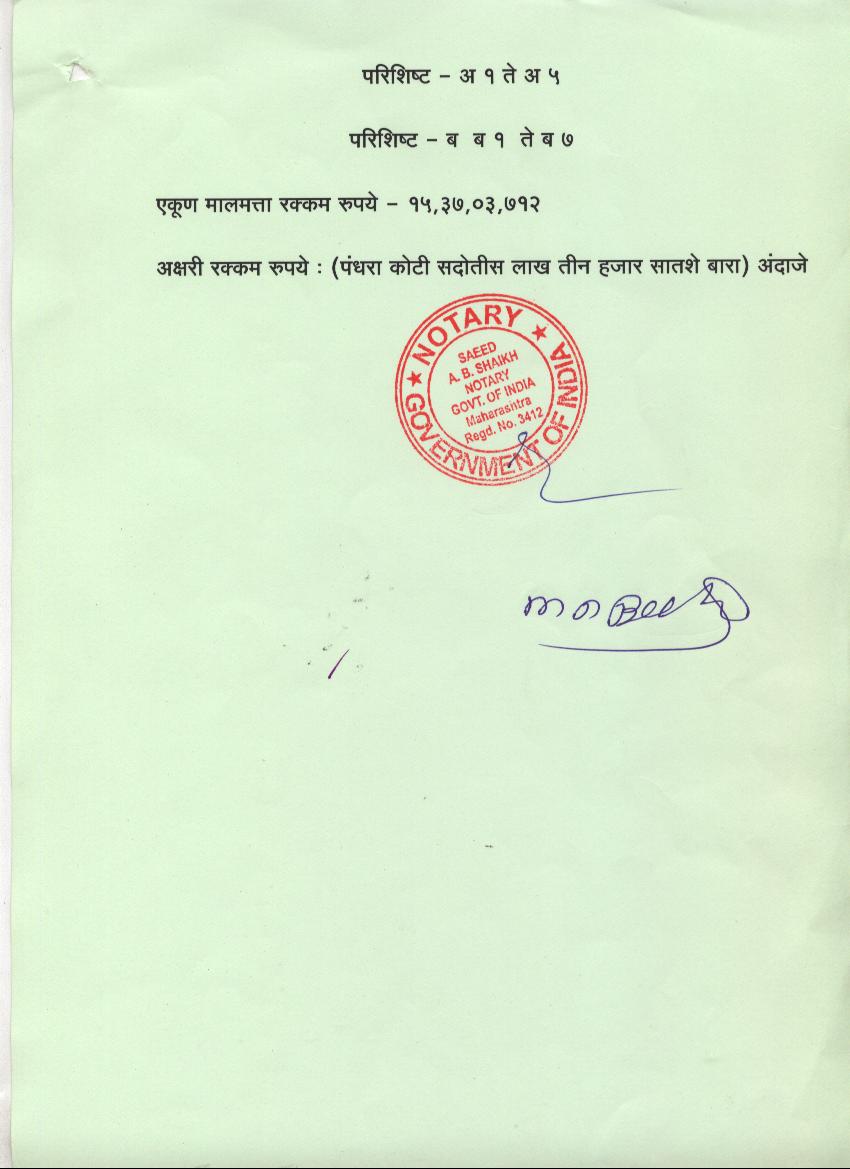 परिशिष्ट – अ १ ते अ ५
परिशिष्ट – ब ब १ ते ब ७
एकूण मालमत्ता रक्कम रुपये – १५,३७,०३,७१२
अक्षरी रक्कम रुपये : (पंधरा कोटी सदोतीस लाख तीन हजार सातशे बारा) अंदाजे
★ NOTARY ★
GOVERNMENT OF INDIA
SAEED
A. B. SHAIKH
NOTARY
GOVT. OF INDIA
Maharashtra
Regd. No. 3412